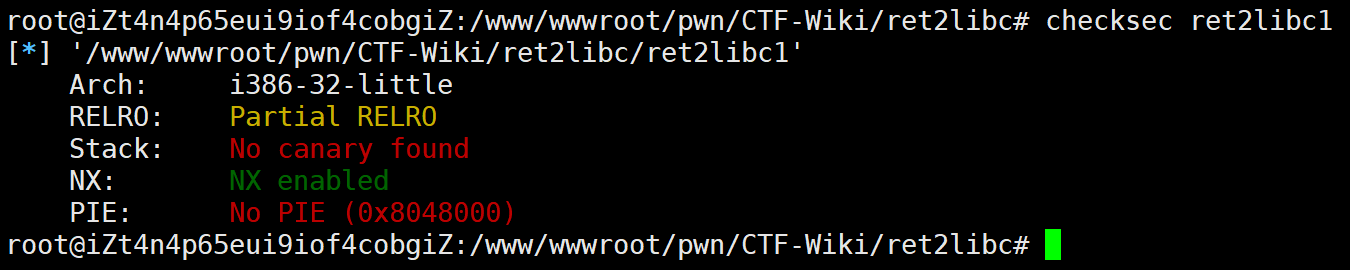 root@iZt4n4p65eui9iof4cobgiZ:/www/wwwroot/pwn/CTF-Wiki/ret2libc# checksec ret2libc1
[*] '/www/wwwroot/pwn/CTF-Wiki/ret2libc/ret2libc1'
    Arch:     i386-32-little
    RELRO:    Partial RELRO
    Stack:    No canary found
    NX:       NX enabled
    PIE:      No PIE (0x8048000)
root@iZt4n4p65eui9iof4cobgiZ:/www/wwwroot/pwn/CTF-Wiki/ret2libc#